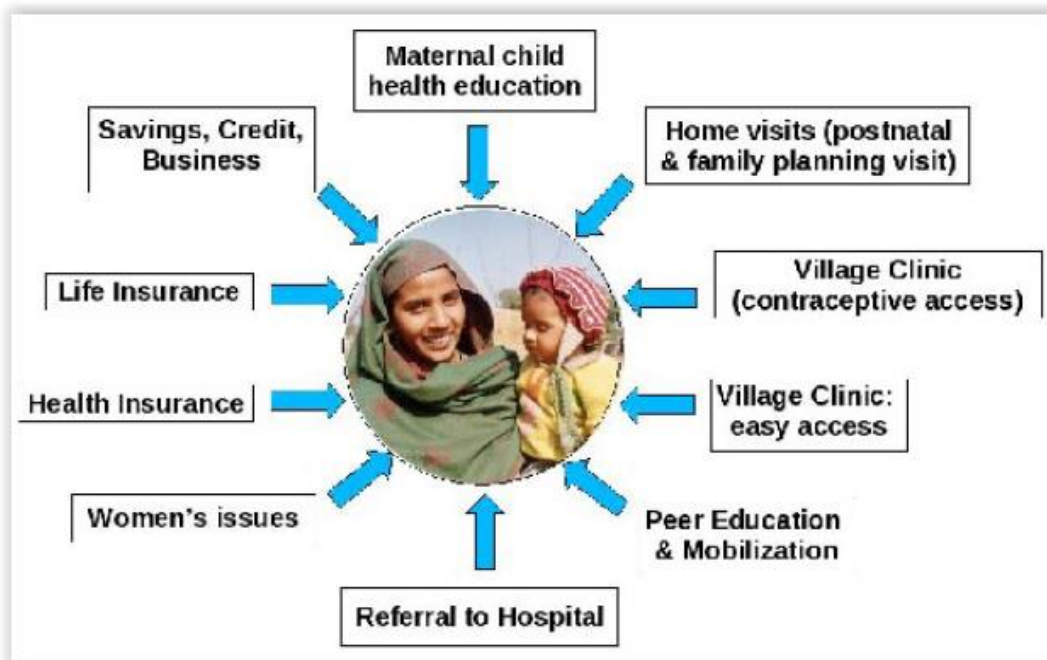 Maternal child
health education
Savings, Credit,
Business
Home visits (postnatal
& family planning visit)
Life Insurance
Village Clinic
(contraceptive access)
Health Insurance
Village Clinic:
easy access
Women's issues
Peer Education
& Mobilization
Referral to Hospital